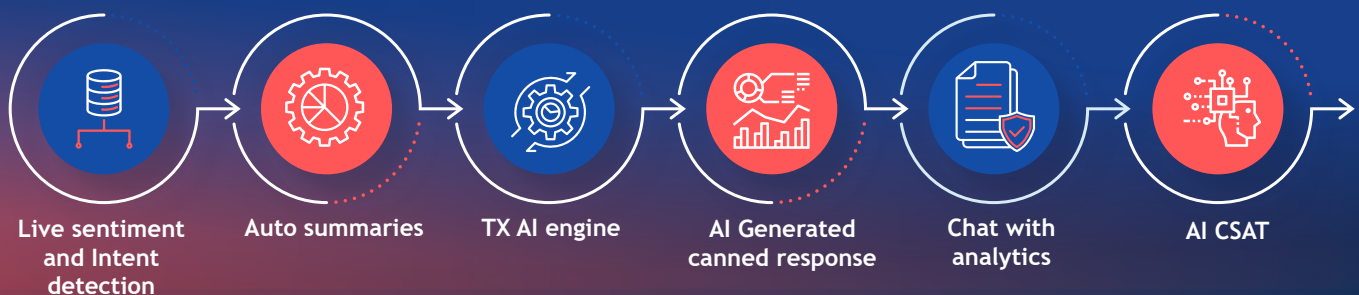 Live sentiment
and Intent
detection
Auto summaries
TX AI engine
AI Generated
canned response
Chat with
analytics
AI CSAT